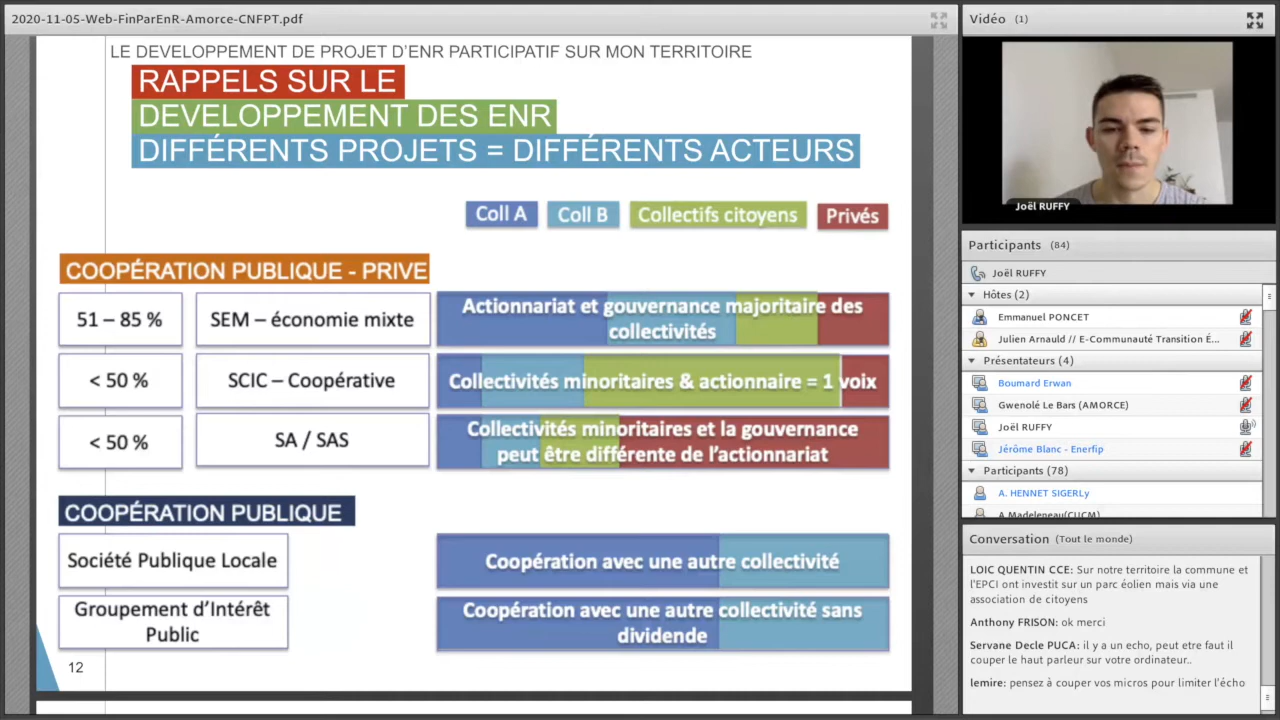 2020-11-05-Web-FinParEnR-Amorce-CNFPT.pdf
LE DEVELOPPEMENT DE PROJET D'ENR PARTICIPATIF SUR MON TERRITOIRE
RAPPELS SUR LE
DEVELOPPEMENT DES ENR
DIFFÉRENTS PROJETS = DIFFÉRENTS ACTEURS
Coll A
Coll B
Collectifs citoyens
Privés
COOPÉRATION PUBLIQUE - PRIVE
51 – 85 %
SEM – économie mixte
Actionnariat et gouvernance majoritaire des
collectivités
< 50 %
SCIC – Coopérative
Collectivités minoritaires & actionnaire = 1 voix
< 50 %
SA / SAS
Collectivités minoritaires et la gouvernance
peut être différente de l'actionnariat
COOPÉRATION PUBLIQUE
Société Publique Locale
Coopération avec une autre collectivité
Groupement d'Intérêt
Public
Coopération avec une autre collectivité sans
dividende
12
Vidéo (1)
Joël RUFFY
Participants (84)
Joël RUFFY
Hôtes (2)
Emmanuel PONCET
Julien Arnauld // E-Communauté Transition É...
Présentateurs (4)
Boumard Erwan
Gwenolé Le Bars (AMORCE)
Joël RUFFY
Jérôme Blanc - Enerfip
Participants (78)
A. HENNET SIGERLy
A Madeleneau(CUCM)
Conversation (Tout le monde)
LOIC QUENTIN CCE: Sur notre territoire la commune et
l'EPCI ont investit sur un parc éolien mais via une
association de citoyens
Anthony FRISON: ok merci
Servane Decle PUCA: il y a un echo, peut etre faut il
couper le haut parleur sur votre ordinateur..
lemire: pensez à couper vos micros pour limiter l'écho